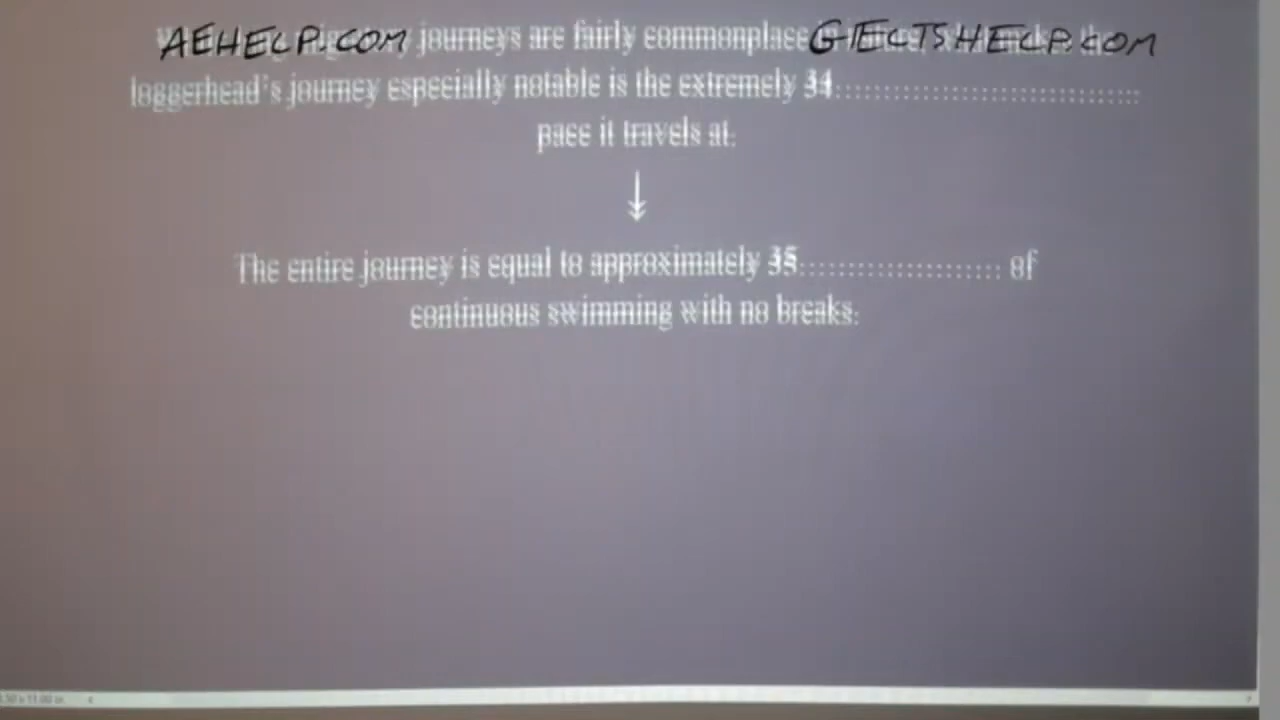 AEHELP.COM journeys are fairly commonplace GIELTSHELP.COM
loggerhead's journey especially notable is the extremely 34..............................
pace it travels at.
The entire journey is equal to approximately 35.................... of
continuous swimming with no breaks.